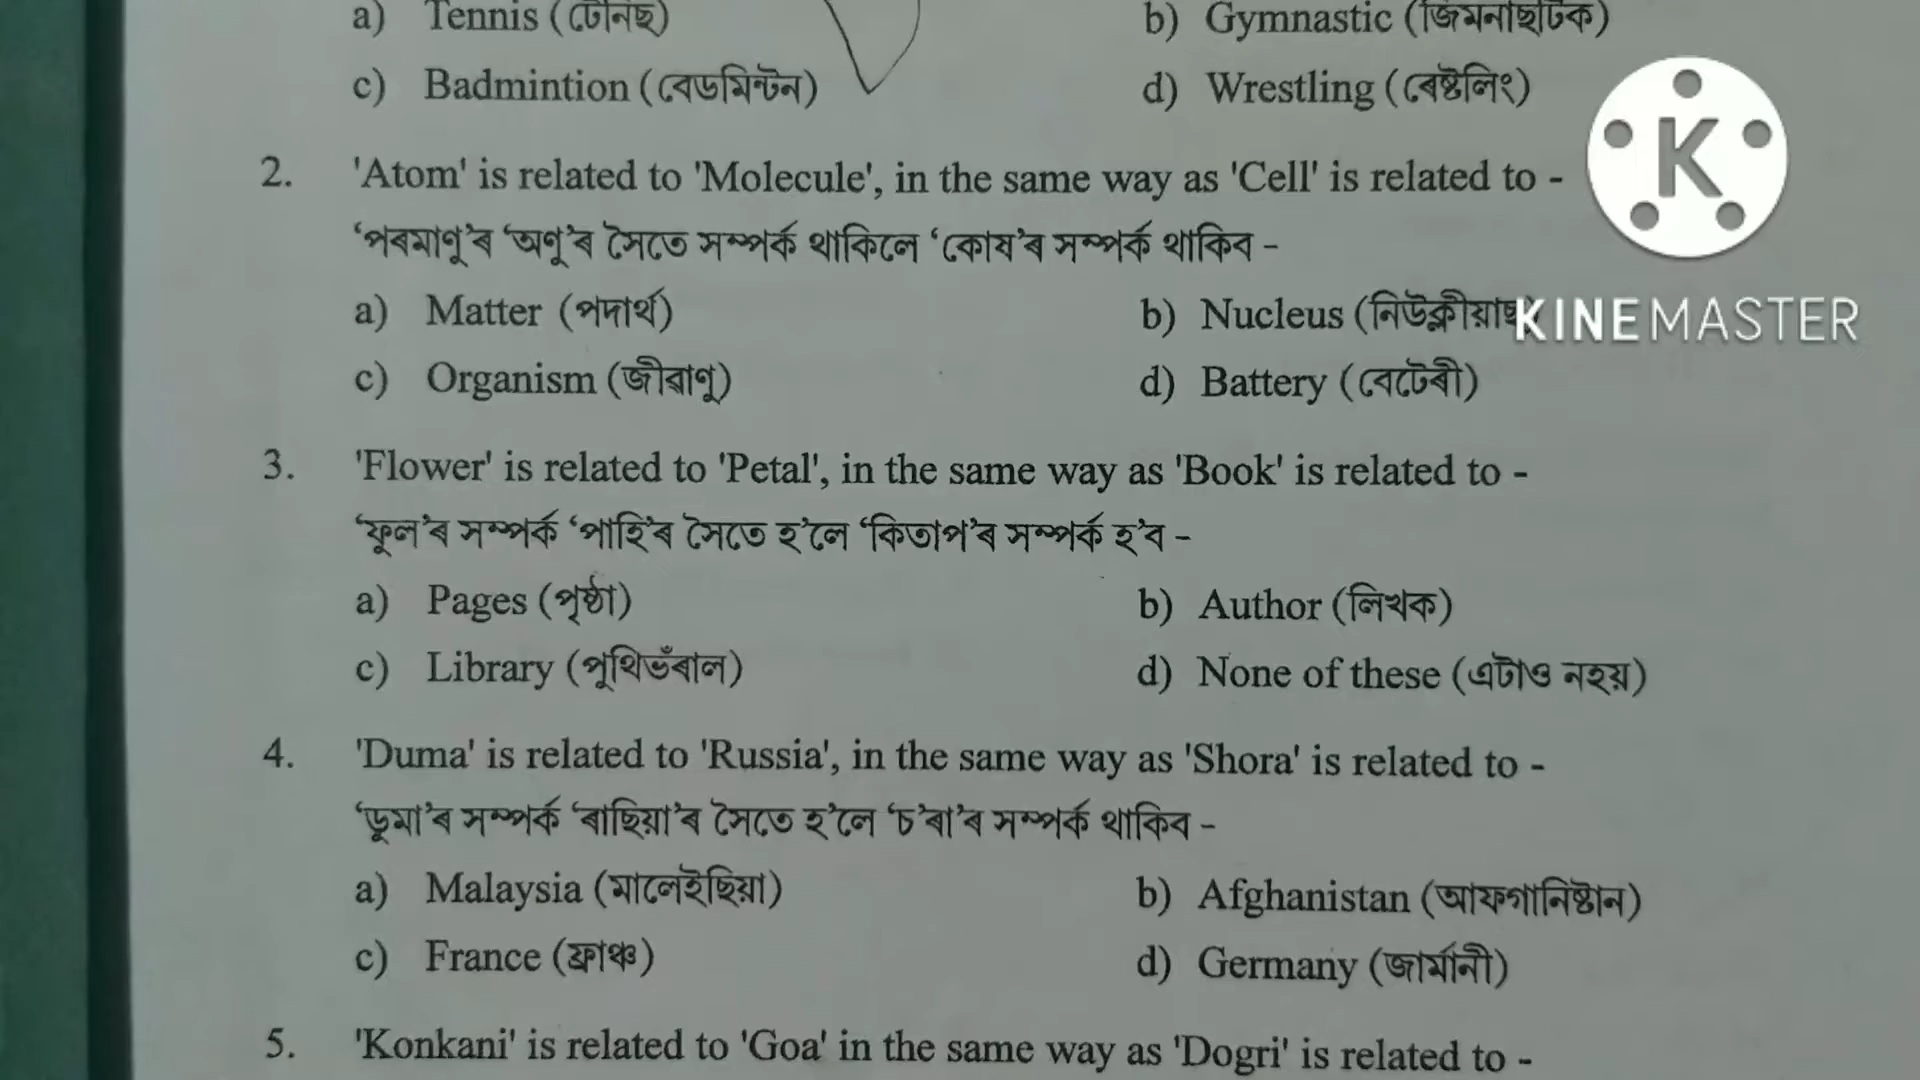 a) Tennis (টেনিছ) b) Gymnastic (জিমনাছটিক)
c) Badmintion (বেডমিন্টন) d) Wrestling (ৰেষ্টলিং)
2. 'Atom' is related to 'Molecule', in the same way as 'Cell' is related to -
‘পৰমাণু’ৰ ‘অণু’ৰ সৈতে সম্পৰ্ক থাকিলে ‘কোষ’ৰ সম্পৰ্ক থাকিব –
a) Matter (পদাৰ্থ) b) Nucleus
c) Organism (জীৱাণু) d) Battery (বেটেৰী)
3. 'Flower' is related to 'Petal', in the same way as 'Book' is related to -
‘ফুল’ৰ সম্পৰ্ক ‘পাহি’ৰ সৈতে হ’লে ‘কিতাপ’ৰ সম্পৰ্ক হ’ব –
a) Pages (পৃষ্ঠা) b) Author (লিখক)
c) Library (পুথিভঁৰাল) d) None of these (এটাও নহয়)
4. 'Duma' is related to 'Russia', in the same way as 'Shora' is related to -
‘ডুমা’ৰ সম্পৰ্ক ‘ৰাছিয়া’ৰ সৈতে হ’লে ‘চ’ৰা’ৰ সম্পৰ্ক থাকিব –
a) Malaysia (মালেইছিয়া) b) Afghanistan (আফগানিষ্টান)
c) France (ফ্ৰাঞ্চ) d) Germany (জাৰ্মানী)
5. 'Konkani' is related to 'Goa' in the same way as 'Dogri' is related to -
K
KINEMASTER